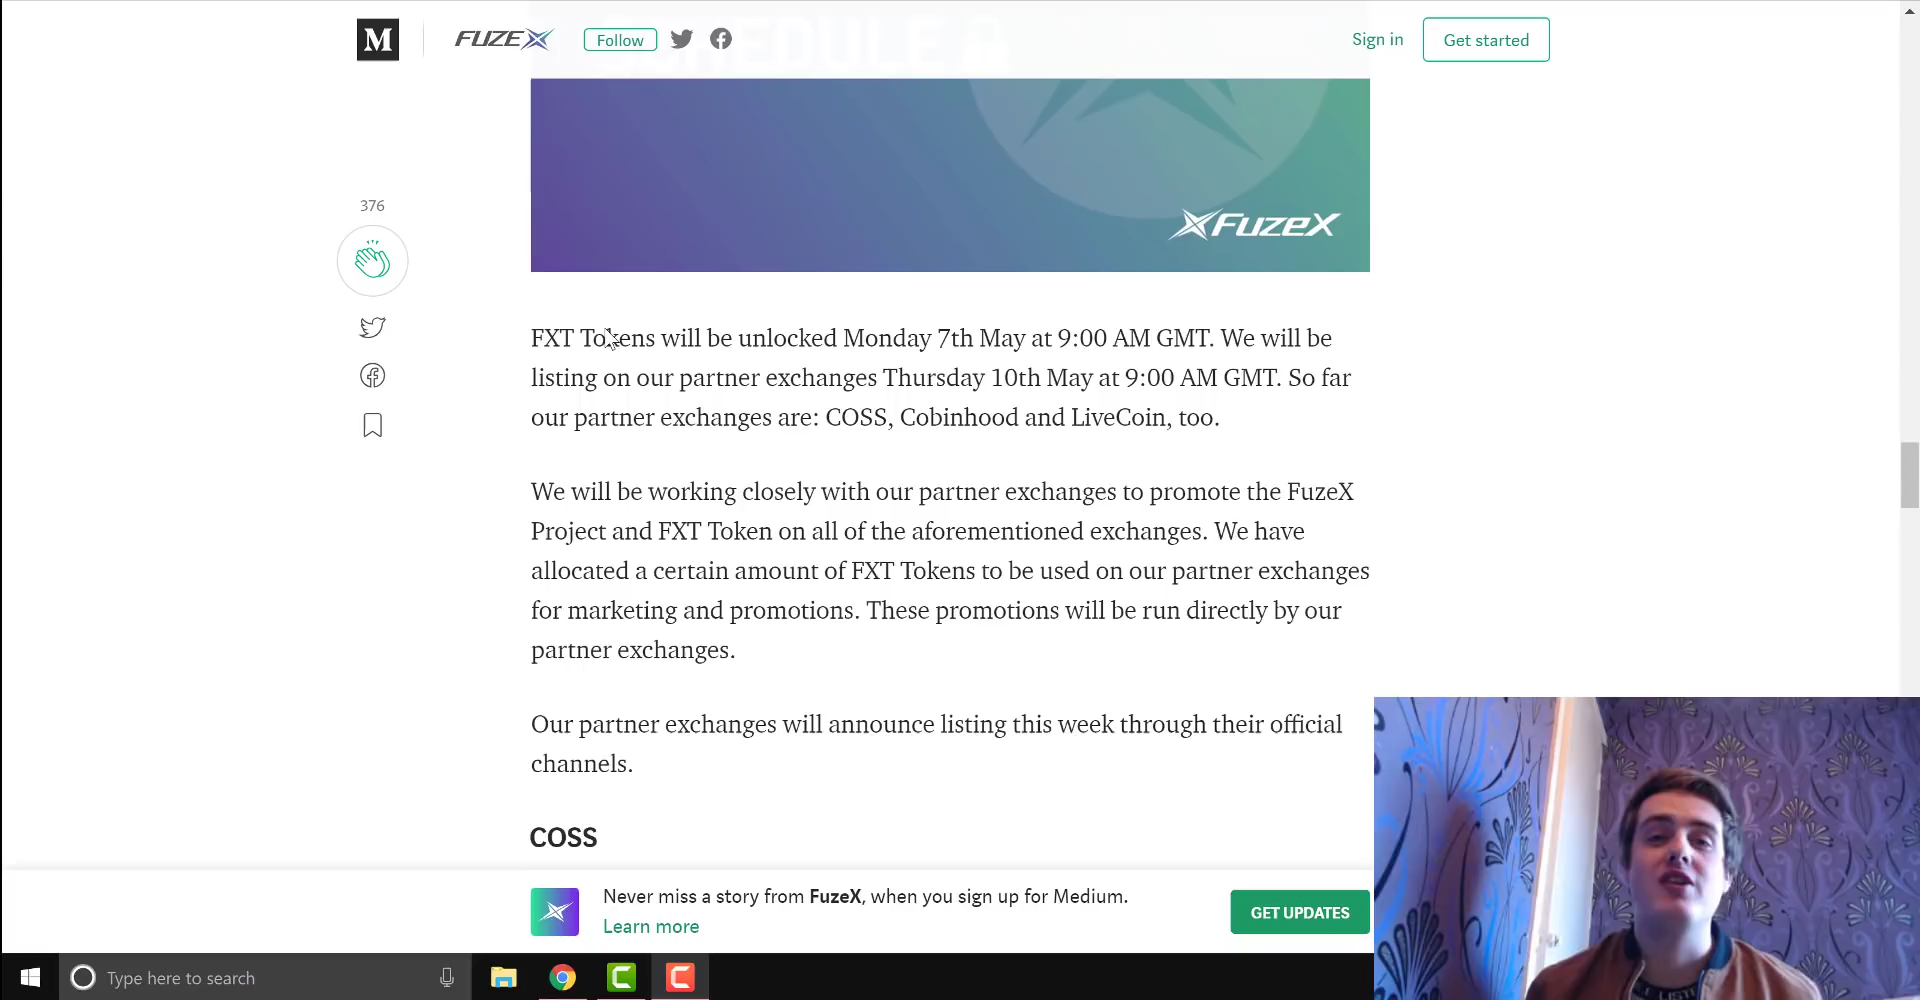 SCHEDULE
M
FUZEX
Follow
Sign in
Get started
FuzeX
376
FXT Tokens will be unlocked Monday 7th May at 9:00 AM GMT. We will be
listing on our partner exchanges Thursday 10th May at 9:00 AM GMT. So far
our partner exchanges are: COSS, Cobinhood and LiveCoin, too.
We will be working closely with our partner exchanges to promote the FuzeX
Project and FXT Token on all of the aforementioned exchanges. We have
allocated a certain amount of FXT Tokens to be used on our partner exchanges
for marketing and promotions. These promotions will be run directly by our
partner exchanges.
Our partner exchanges will announce listing this week through their official
channels.
COSS
Never miss a story from FuzeX, when you sign up for Medium.
Learn more
GET UPDATES
Type here to search